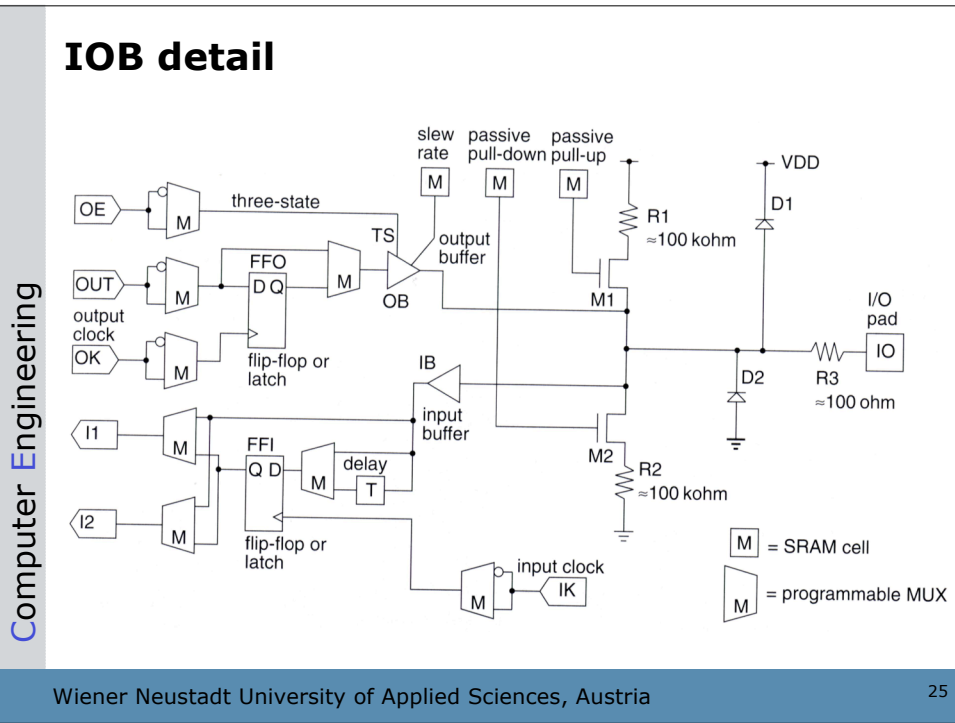 IOB detail
Computer Engineering
slew rate
passive pull-down
passive pull-up
M
M
M
VDD
OE
M
three-state
TS
R1
≈100 kohm
D1
output buffer
OUT
M
FFO
D Q
M
OB
M1
I/O pad
IO
output clock
OK
M
flip-flop or latch
IB
D2
R3
≈100 ohm
input buffer
I1
M
FFI
Q D
M
delay
T
M2
R2
≈100 kohm
I2
M
flip-flop or latch
input clock
M
IK
M = SRAM cell
M = programmable MUX
Wiener Neustadt University of Applied Sciences, Austria
25